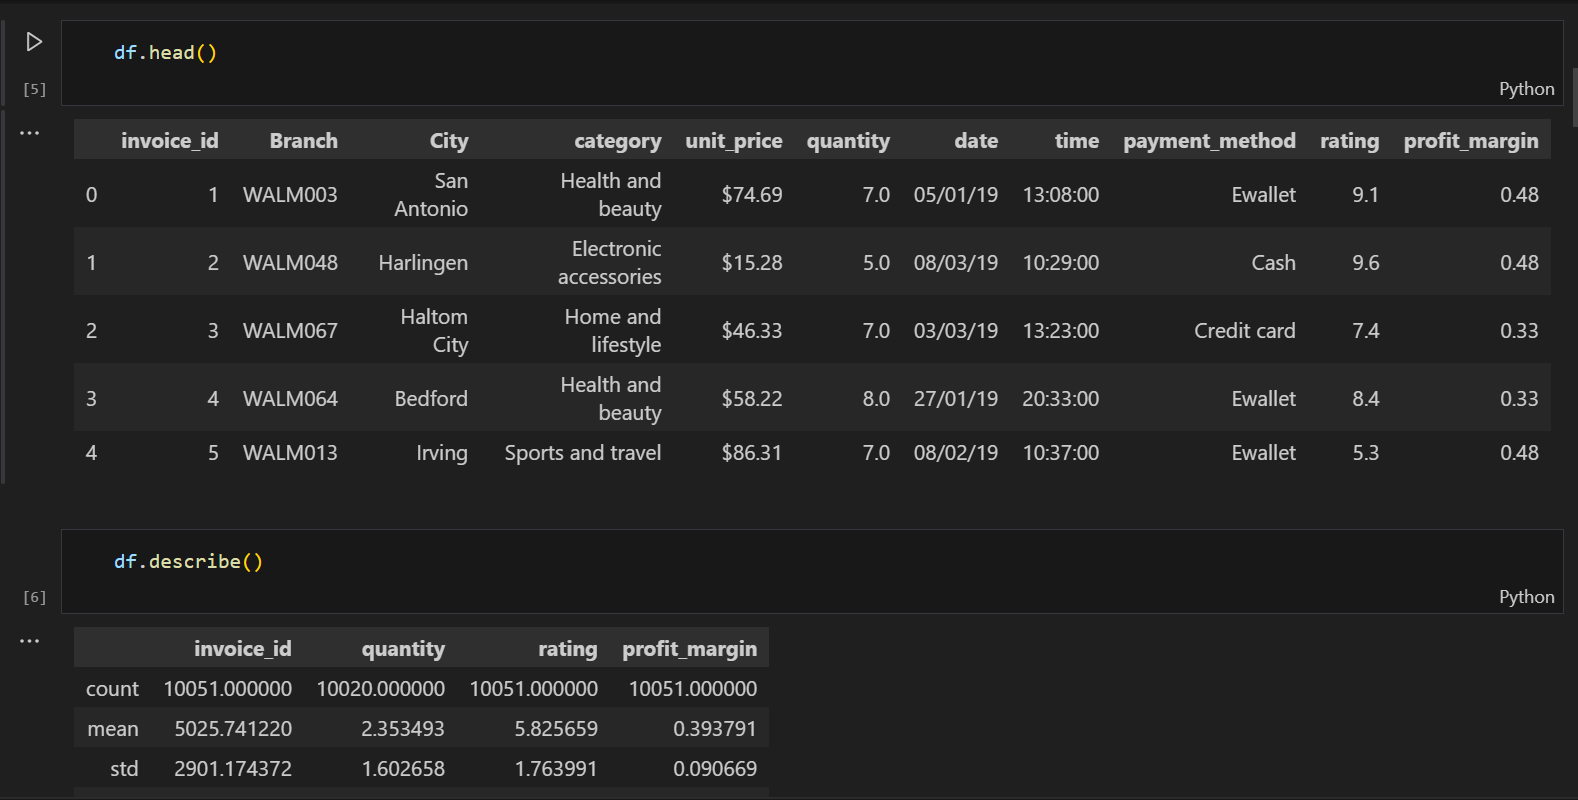 df.head()
[5]
Python
...
invoice_id Branch City category unit_price quantity date time payment_method rating profit_margin
0 1 WALM003 San Antonio Health and beauty $74.69 7.0 05/01/19 13:08:00 Ewallet 9.1 0.48
1 2 WALM048 Harlingen Electronic accessories $15.28 5.0 08/03/19 10:29:00 Cash 9.6 0.48
2 3 WALM067 Haltom City Home and lifestyle $46.33 7.0 03/03/19 13:23:00 Credit card 7.4 0.33
3 4 WALM064 Bedford Health and beauty $58.22 8.0 27/01/19 20:33:00 Ewallet 8.4 0.33
4 5 WALM013 Irving Sports and travel $86.31 7.0 08/02/19 10:37:00 Ewallet 5.3 0.48
df.describe()
[6]
Python
...
invoice_id quantity rating profit_margin
count 10051.000000 10020.000000 10051.000000 10051.000000
mean 5025.741220 2.353493 5.825659 0.393791
std 2901.174372 1.602658 1.763991 0.090669